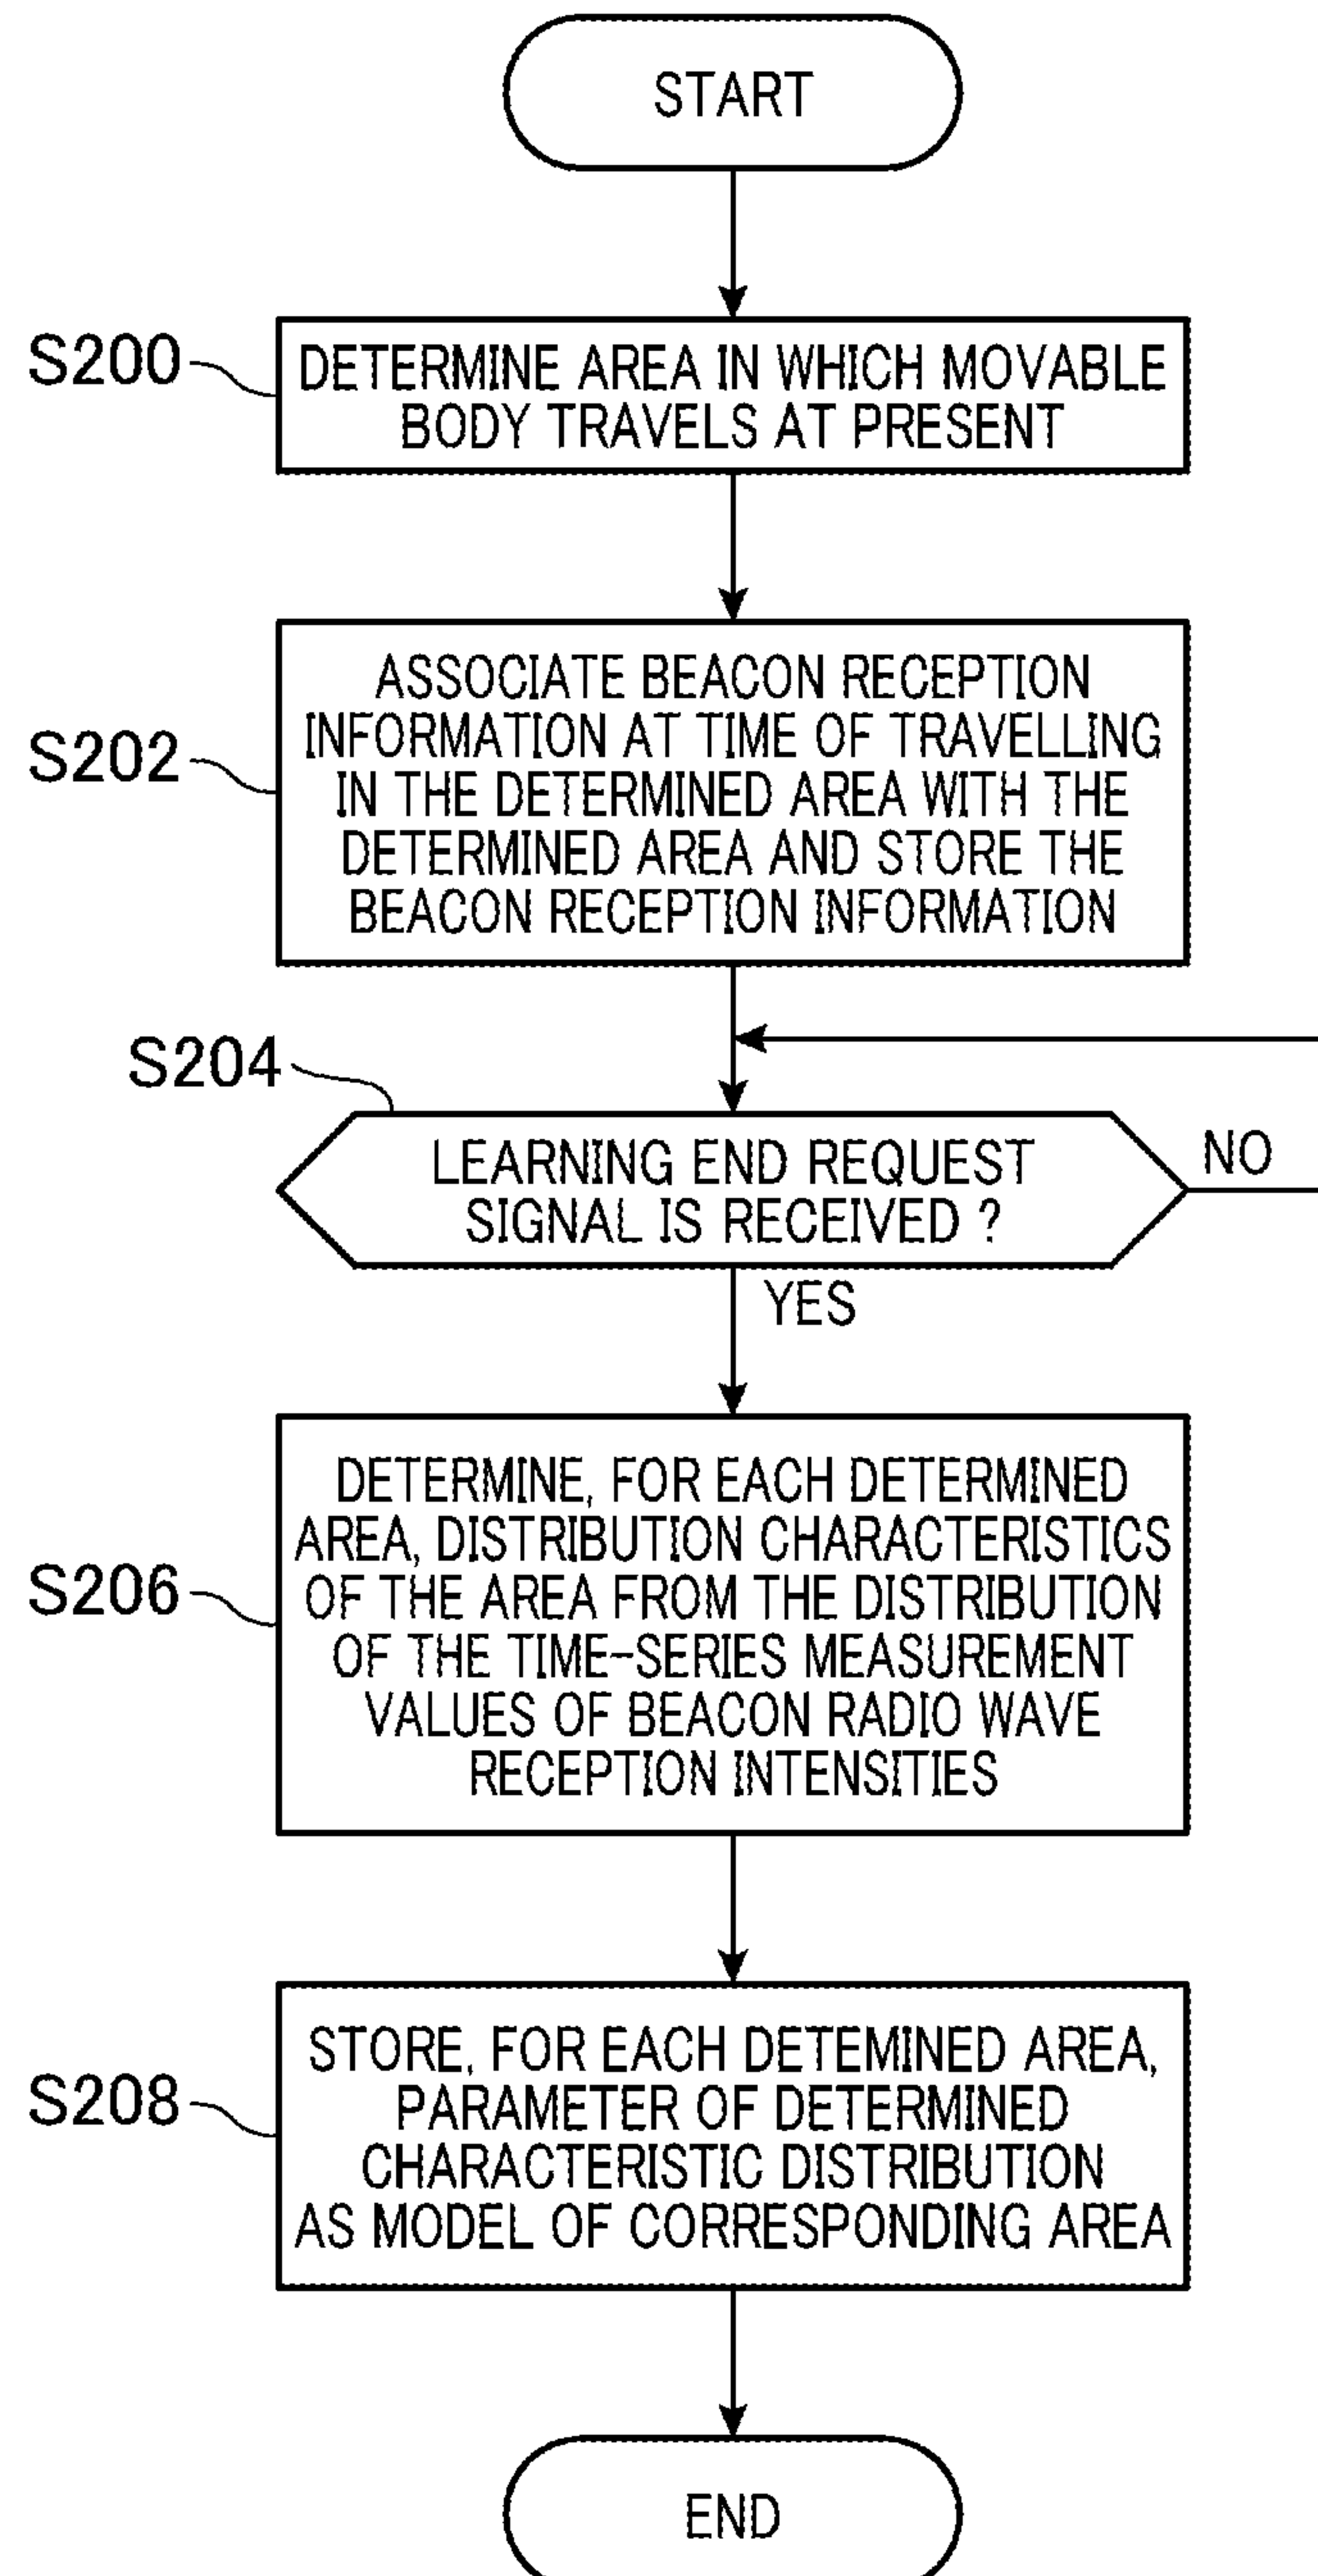 START
S200
DETERMINE AREA IN WHICH MOVABLE
BODY TRAVELS AT PRESENT
S202
ASSOCIATE BEACON RECEPTION
INFORMATION AT TIME OF TRAVELLING
IN THE DETERMINED AREA WITH THE
DETERMINED AREA AND STORE THE
BEACON RECEPTION INFORMATION
S204
LEARNING END REQUEST
SIGNAL IS RECEIVED ?
NO
YES
S206
DETERMINE, FOR EACH DETERMINED
AREA, DISTRIBUTION CHARACTERISTICS
OF THE AREA FROM THE DISTRIBUTION
OF THE TIME-SERIES MEASUREMENT
VALUES OF BEACON RADIO WAVE
RECEPTION INTENSITIES
S208
STORE, FOR EACH DETEMINED AREA,
PARAMETER OF DETERMINED
CHARACTERISTIC DISTRIBUTION
AS MODEL OF CORRESPONDING AREA
END